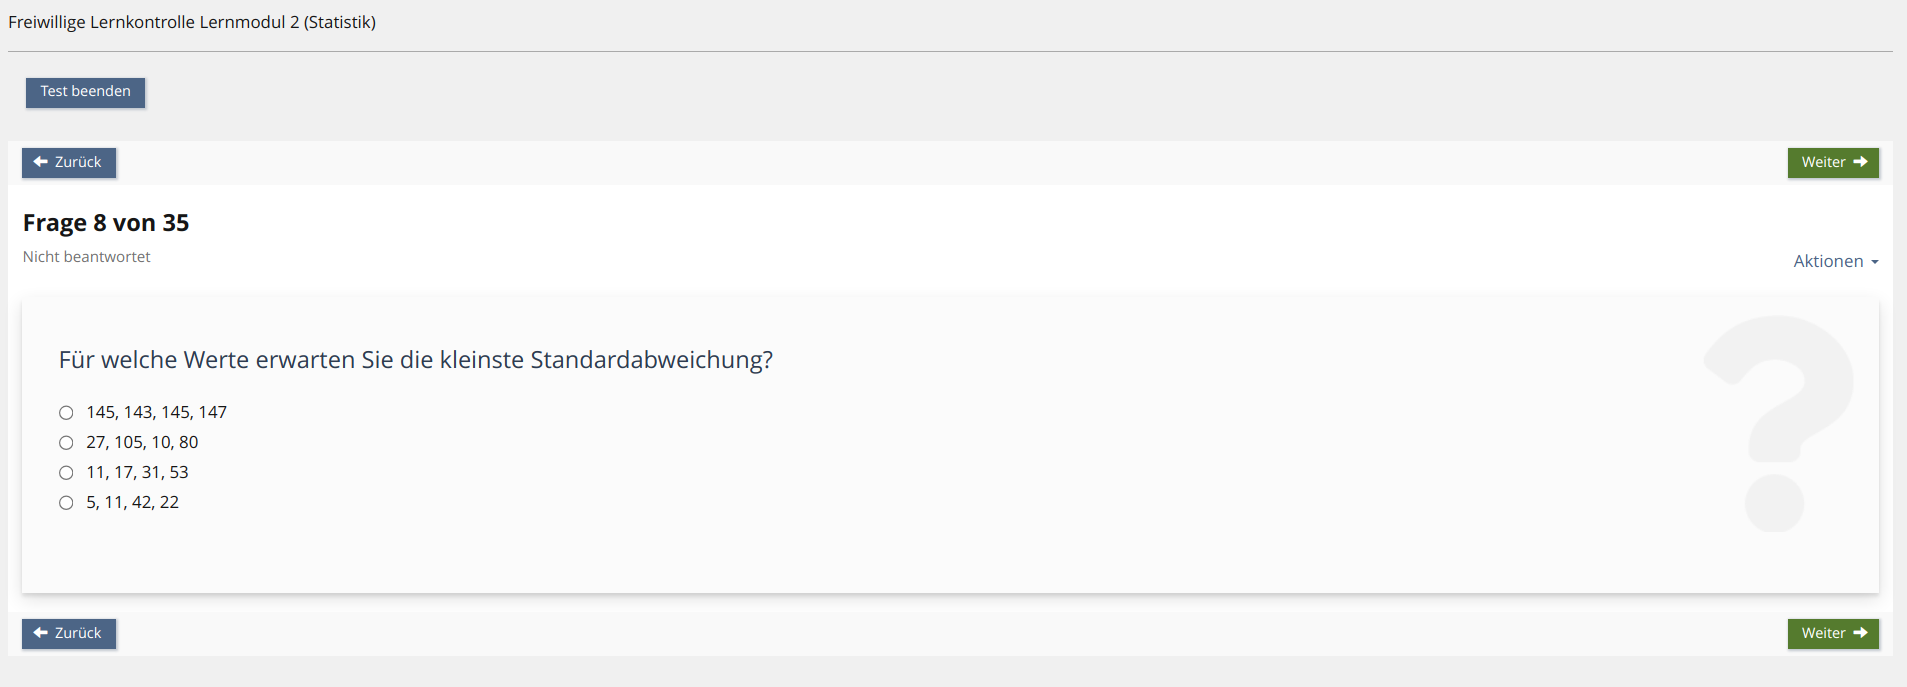 Freiwillige Lernkontrolle Lernmodul 2 (Statistik)
Test beenden
Zurück
Weiter
Frage 8 von 35
Nicht beantwortet
Aktionen
Für welche Werte erwarten Sie die kleinste Standardabweichung?
145, 143, 145, 147
27, 105, 10, 80
11, 17, 31, 53
5, 11, 42, 22
Zurück
Weiter